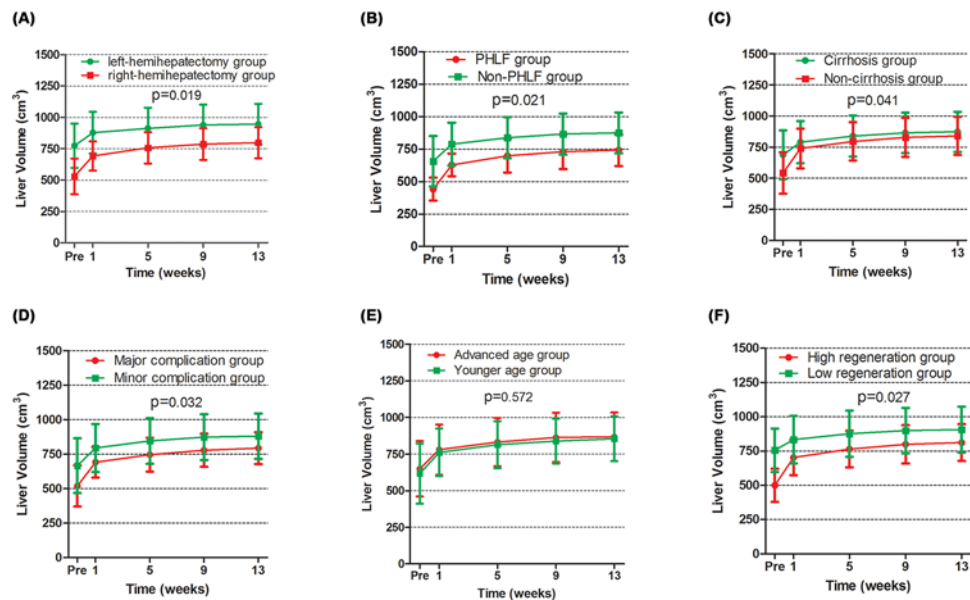 (A)
1500
left-hemihepatectomy group
right-hemihepatectomy group
1250
p=0.019
1000
750
500
250
0
Liver Volume (cm³)
Pre 1 5 9 13
Time (weeks)
(B)
1500
PHLF group
Non-PHLF group
1250
p=0.021
1000
750
500
250
0
Liver Volume (cm³)
Pre 1 5 9 13
Time (weeks)
(C)
1500
Cirrhosis group
Non-cirrhosis group
1250
p=0.041
1000
750
500
250
0
Liver Volume (cm³)
Pre 1 5 9 13
Time (weeks)
(D)
1500
Major complication group
Minor complication group
1250
p=0.032
1000
750
500
250
0
Liver Volume (cm³)
Pre 1 5 9 13
Time (weeks)
(E)
1500
Advanced age group
Younger age group
1250
p=0.572
1000
750
500
250
0
Liver Volume (cm³)
Pre 1 5 9 13
Time (weeks)
(F)
1500
High regeneration group
Low regeneration group
1250
p=0.027
1000
750
500
250
0
Liver Volume (cm³)
Pre 1 5 9 13
Time (weeks)